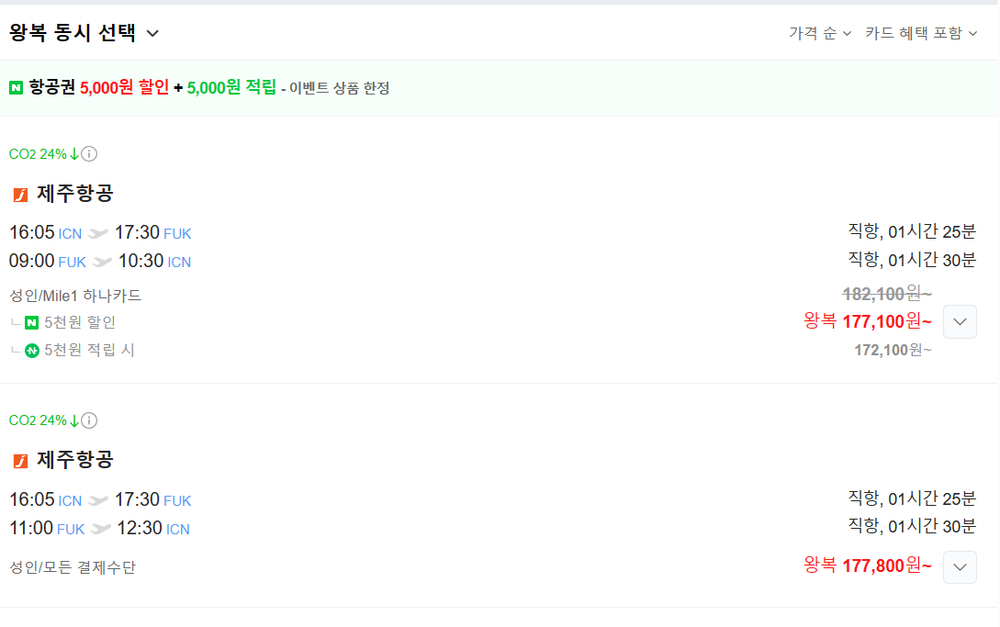 왕복 동시 선택
가격 순 카드 혜택 포함
N 항공권 5,000원 할인 + 5,000원 적립 - 이벤트 상품 한정
CO2 24%↓ i
제주항공
16:05 ICN 17:30 FUK 직항, 01시간 25분
09:00 FUK 10:30 ICN 직항, 01시간 30분
성인/Mile1 하나카드 182,100원~
N 5천원 할인 왕복 177,100원~
N 5천원 적립 시 172,100원~
CO2 24%↓ i
제주항공
16:05 ICN 17:30 FUK 직항, 01시간 25분
11:00 FUK 12:30 ICN 직항, 01시간 30분
성인/모든 결제수단 왕복 177,800원~